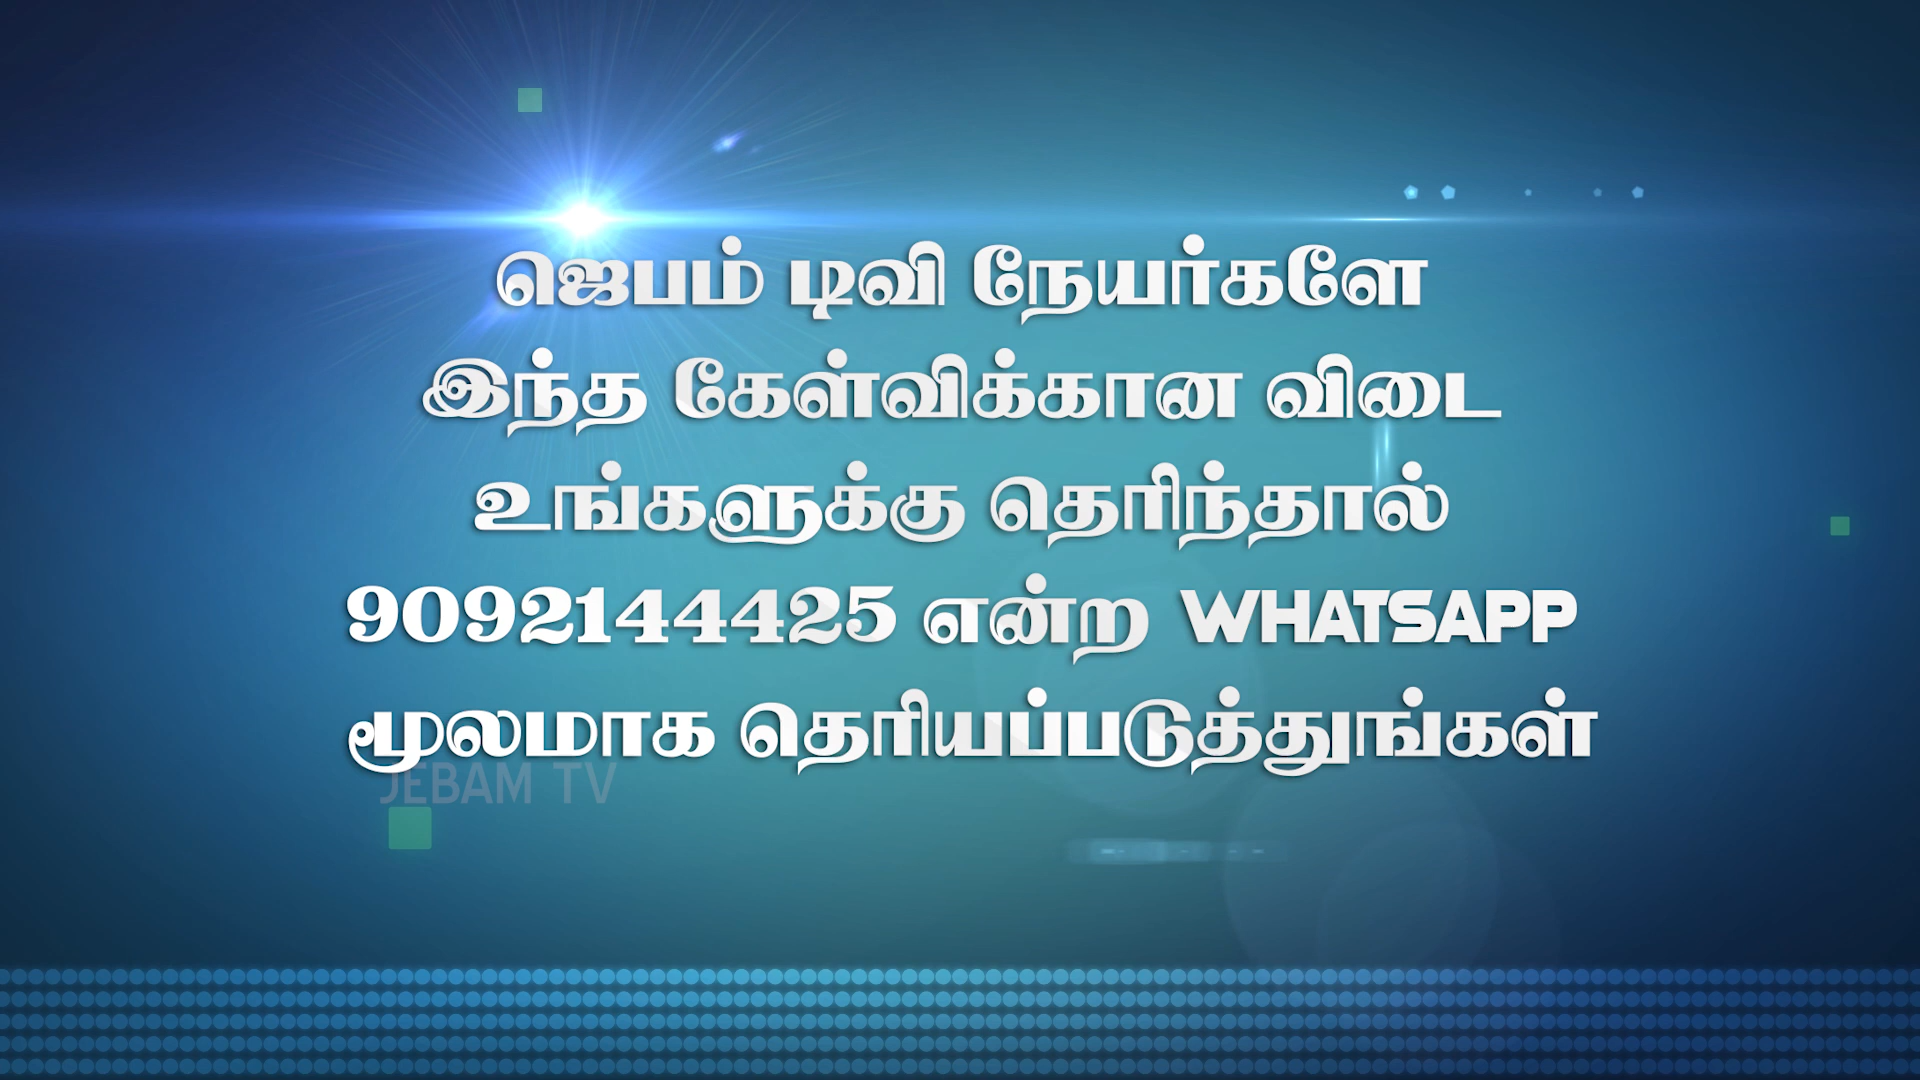 ஜெபம் டிவி நேயர்களே
இந்த கேள்விக்கான விடை
உங்களுக்கு தெரிந்தால்
9092144425 என்ற WHATSAPP
மூலமாக தெரியப்படுத்துங்கள்
JEBAM TV